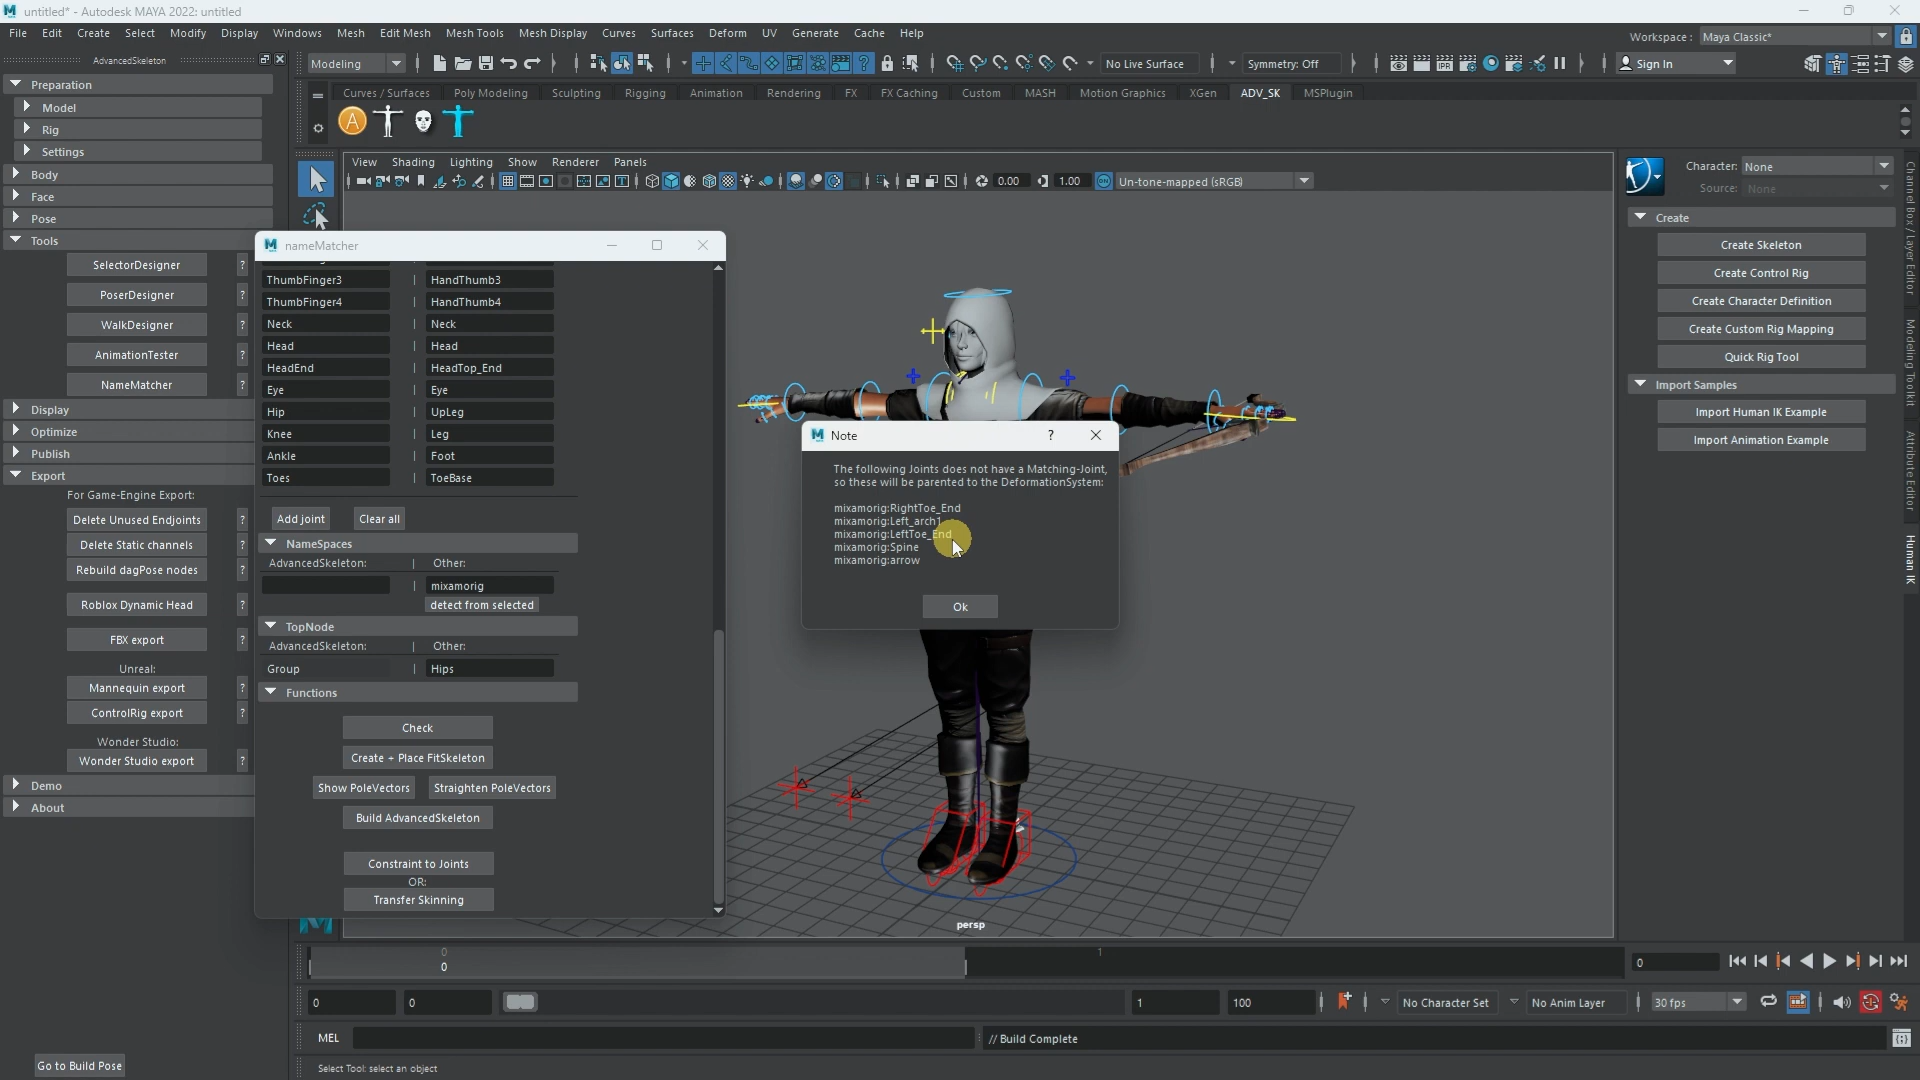 untitled* - Autodesk MAYA 2022: untitled
File Edit Create Select Modify Display Windows Mesh Edit Mesh Mesh Tools Mesh Display Curves Surfaces Deform UV Generate Cache Help
Workspace : Maya Classic*
AdvancedSkeleton
Modeling
No Live Surface
Symmetry: Off
IPR
Sign In
Curves / Surfaces Poly Modeling Sculpting Rigging Animation Rendering FX FX Caching Custom MASH Motion Graphics XGen ADV_SK MSPlugin
View Shading Lighting Show Renderer Panels
0.00
1.00
Un-tone-mapped (sRGB)
Preparation
Model
Rig
Settings
Body
Face
Pose
Tools
SelectorDesigner ?
PoserDesigner ?
WalkDesigner ?
AnimationTester ?
NameMatcher ?
Display
Optimize
Publish
Export
For Game-Engine Export:
Delete Unused Endjoints ?
Delete Static channels ?
Rebuild dagPose nodes ?
Roblox Dynamic Head ?
FBX export ?
Unreal:
Mannequin export ?
ControlRig export ?
Wonder Studio:
Wonder Studio export ?
Demo
About
Go to Build Pose
nameMatcher
ThumbFinger3 | HandThumb3
ThumbFinger4 | HandThumb4
Neck | Neck
Head | Head
HeadEnd | HeadTop_End
Eye | Eye
Hip | UpLeg
Knee | Leg
Ankle | Foot
Toes | ToeBase
Add joint Clear all
NameSpaces
AdvancedSkeleton: | Other:
| mixamorig
detect from selected
TopNode
AdvancedSkeleton: | Other:
Group | Hips
Functions
Check
Create + Place FitSkeleton
Show PoleVectors Straighten PoleVectors
Build AdvancedSkeleton
Constraint to Joints
OR:
Transfer Skinning
Note ?
The following Joints does not have a Matching-Joint,
so these will be parented to the DeformationSystem:
mixamorig:RightToe_End
mixamorig:Left_arch1
mixamorig:LeftToe_End
mixamorig:Spine
mixamorig:arrow
Ok
persp
Character: None
Source: None
Create
Create Skeleton
Create Control Rig
Create Character Definition
Create Custom Rig Mapping
Quick Rig Tool
Import Samples
Import Human IK Example
Import Animation Example
Channel Box / Layer Editor
Modeling Toolkit
Attribute Editor
Human IK
0
0
1
0
0
0
1
100
No Character Set
No Anim Layer
30 fps
MEL
// Build Complete
Select Tool: select an object